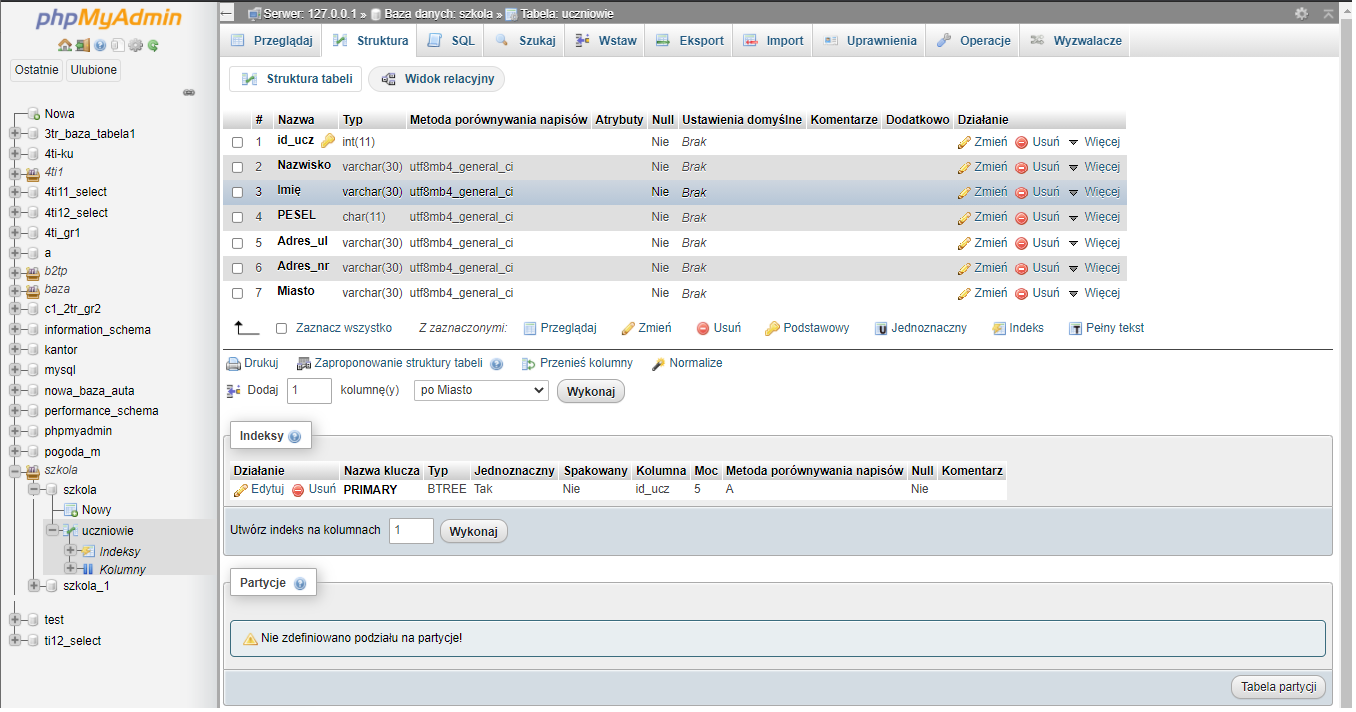 phpMyAdmin
Ostatnie Ulubione
Nowa
3tr_baza_tabela1
4ti-ku
4ti1
4ti11_select
4ti12_select
4ti_gr1
a
b2tp
baza
c1_2tr_gr2
information_schema
kantor
mysql
nowa_baza_auta
performance_schema
phpmyadmin
pogoda_m
szkola
szkola
Nowy
uczniowie
Indeksy
Kolumny
szkola_1
test
ti12_select
Serwer: 127.0.0.1 » Baza danych: szkola » Tabela: uczniowie
Przeglądaj Struktura SQL Szukaj Wstaw Eksport Import Uprawnienia Operacje Wyzwalacze
Struktura tabeli Widok relacyjny
# Nazwa Typ Metoda porównywania napisów Atrybuty Null Ustawienia domyślne Komentarze Dodatkowo Działanie
1 id_ucz int(11) Nie Brak Zmień Usuń Więcej
2 Nazwisko varchar(30) utf8mb4_general_ci Nie Brak Zmień Usuń Więcej
3 Imię varchar(30) utf8mb4_general_ci Nie Brak Zmień Usuń Więcej
4 PESEL char(11) utf8mb4_general_ci Nie Brak Zmień Usuń Więcej
5 Adres_ul varchar(30) utf8mb4_general_ci Nie Brak Zmień Usuń Więcej
6 Adres_nr varchar(30) utf8mb4_general_ci Nie Brak Zmień Usuń Więcej
7 Miasto varchar(30) utf8mb4_general_ci Nie Brak Zmień Usuń Więcej
Zaznacz wszystko Z zaznaczonymi: Przeglądaj Zmień Usuń Podstawowy Jednoznaczny Indeks Pełny tekst
Drukuj Zaproponowanie struktury tabeli Przenieś kolumny Normalize
Dodaj 1 kolumnę(y) po Miasto Wykonaj
Indeksy
Działanie Nazwa klucza Typ Jednoznaczny Spakowany Kolumna Moc Metoda porównywania napisów Null Komentarz
Edytuj Usuń PRIMARY BTREE Tak Nie id_ucz 5 A Nie
Utwórz indeks na kolumnach 1 Wykonaj
Partycje
Nie zdefiniowano podziału na partycje!
Tabela partycji